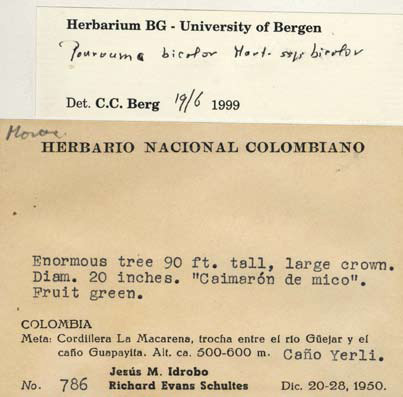 Herbarium BG - University of Bergen
Pourouma bicolor Mart. ssp bicolor
Det. C.C. Berg 19/6 1999
Morac.
HERBARIO NACIONAL COLOMBIANO
Enormous tree 90 ft. tall, large crown.
Diam. 20 inches. "Caimarón de mico".
Fruit green.
COLOMBIA
Meta: Cordillera La Macarena, trocha entre el río Güejar y el
caño Guapayita. Alt. ca. 500-600 m. Caño Yerli.
Jesús M. Idrobo
No. 786 Richard Evans Schultes Dic. 20-28, 1950.